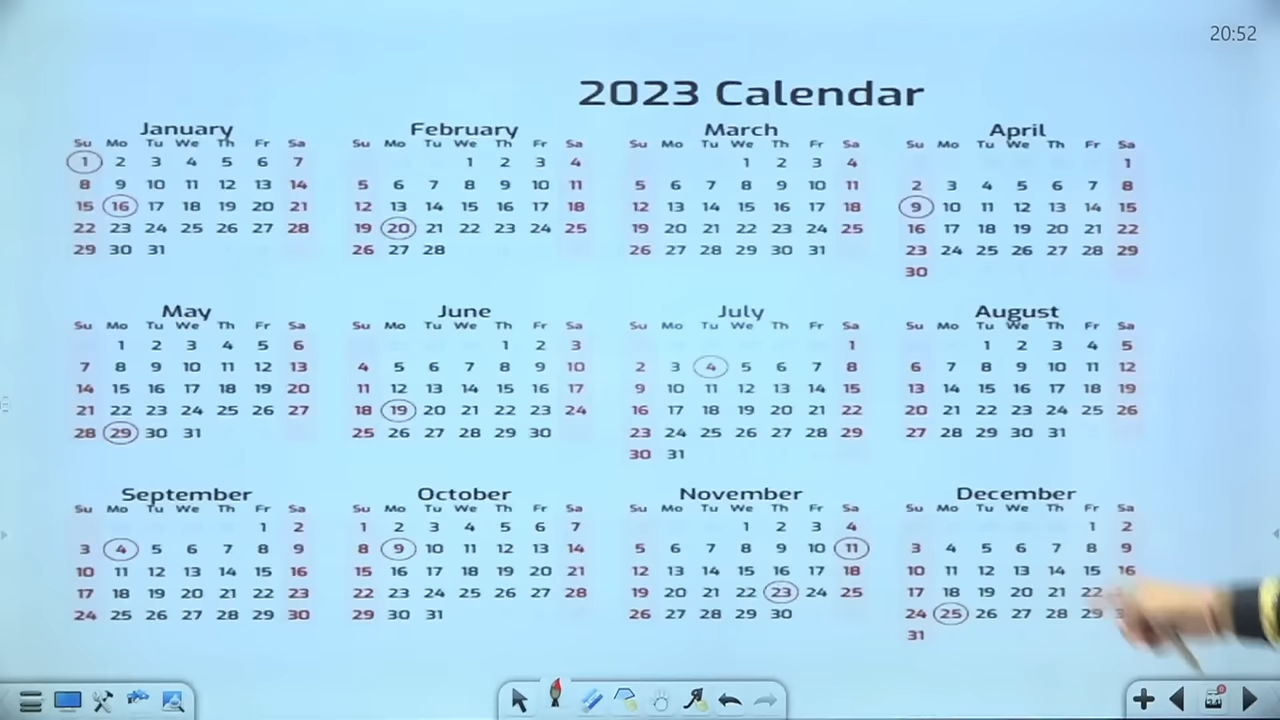 20:52
2023 Calendar
January
Su Mo Tu We Th Fr Sa
1 2 3 4 5 6 7
8 9 10 11 12 13 14
15 16 17 18 19 20 21
22 23 24 25 26 27 28
29 30 31
February
Su Mo Tu We Th Fr Sa
1 2 3 4
5 6 7 8 9 10 11
12 13 14 15 16 17 18
19 20 21 22 23 24 25
26 27 28
March
Su Mo Tu We Th Fr Sa
1 2 3 4
5 6 7 8 9 10 11
12 13 14 15 16 17 18
19 20 21 22 23 24 25
26 27 28 29 30 31
April
Su Mo Tu We Th Fr Sa
1
2 3 4 5 6 7 8
9 10 11 12 13 14 15
16 17 18 19 20 21 22
23 24 25 26 27 28 29
30
May
Su Mo Tu We Th Fr Sa
1 2 3 4 5 6
7 8 9 10 11 12 13
14 15 16 17 18 19 20
21 22 23 24 25 26 27
28 29 30 31
June
Su Mo Tu We Th Fr Sa
1 2 3
4 5 6 7 8 9 10
11 12 13 14 15 16 17
18 19 20 21 22 23 24
25 26 27 28 29 30
July
Su Mo Tu We Th Fr Sa
1
2 3 4 5 6 7 8
9 10 11 12 13 14 15
16 17 18 19 20 21 22
23 24 25 26 27 28 29
30 31
August
Su Mo Tu We Th Fr Sa
1 2 3 4 5
6 7 8 9 10 11 12
13 14 15 16 17 18 19
20 21 22 23 24 25 26
27 28 29 30 31
September
Su Mo Tu We Th Fr Sa
1 2
3 4 5 6 7 8 9
10 11 12 13 14 15 16
17 18 19 20 21 22 23
24 25 26 27 28 29 30
October
Su Mo Tu We Th Fr Sa
1 2 3 4 5 6 7
8 9 10 11 12 13 14
15 16 17 18 19 20 21
22 23 24 25 26 27 28
29 30 31
November
Su Mo Tu We Th Fr Sa
1 2 3 4
5 6 7 8 9 10 11
12 13 14 15 16 17 18
19 20 21 22 23 24 25
26 27 28 29 30
December
Su Mo Tu We Th Fr Sa
1 2
3 4 5 6 7 8 9
10 11 12 13 14 15 16
17 18 19 20 21 22
24 25 26 27 28 29
31